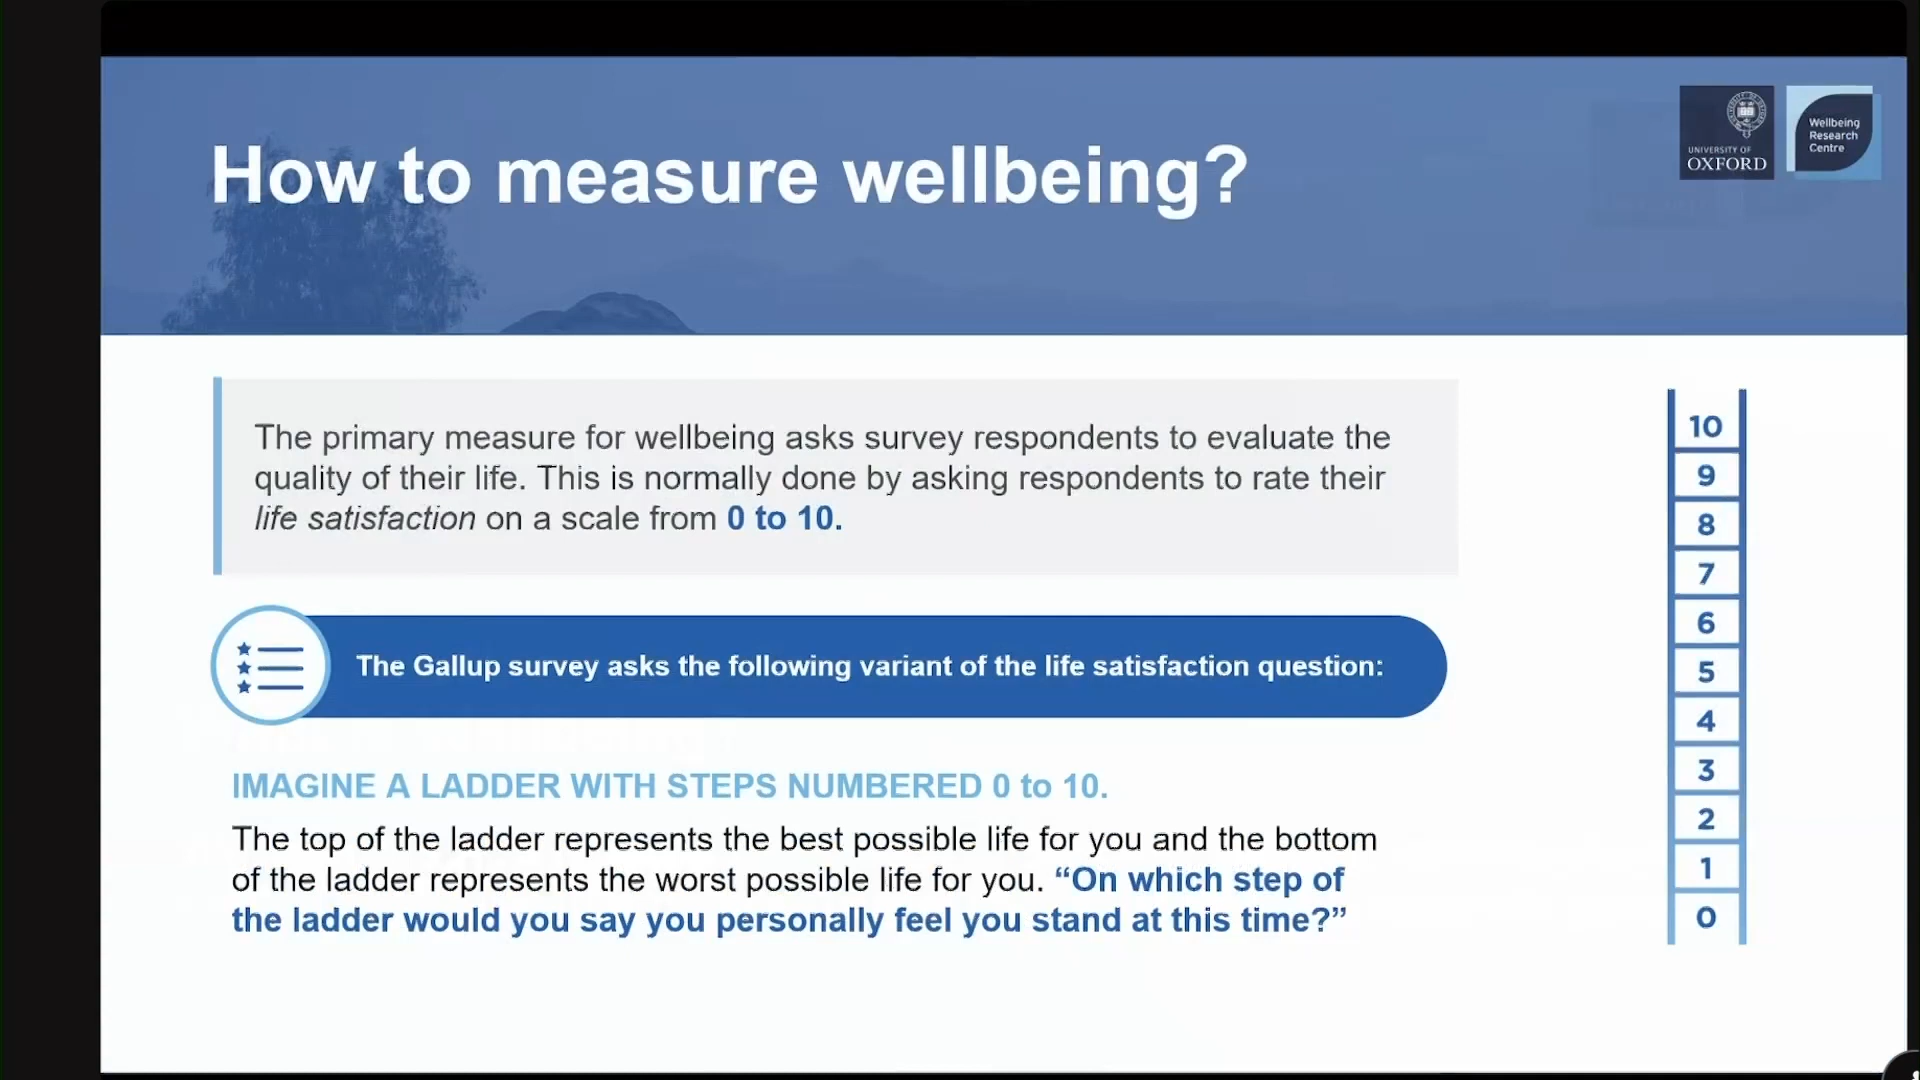 How to measure wellbeing?
UNIVERSITY OF
OXFORD
Wellbeing
Research
Centre
The primary measure for wellbeing asks survey respondents to evaluate the
quality of their life. This is normally done by asking respondents to rate their
life satisfaction on a scale from 0 to 10.
The Gallup survey asks the following variant of the life satisfaction question:
IMAGINE A LADDER WITH STEPS NUMBERED 0 to 10.
The top of the ladder represents the best possible life for you and the bottom
of the ladder represents the worst possible life for you. “On which step of
the ladder would you say you personally feel you stand at this time?”
10
9
8
7
6
5
4
3
2
1
0